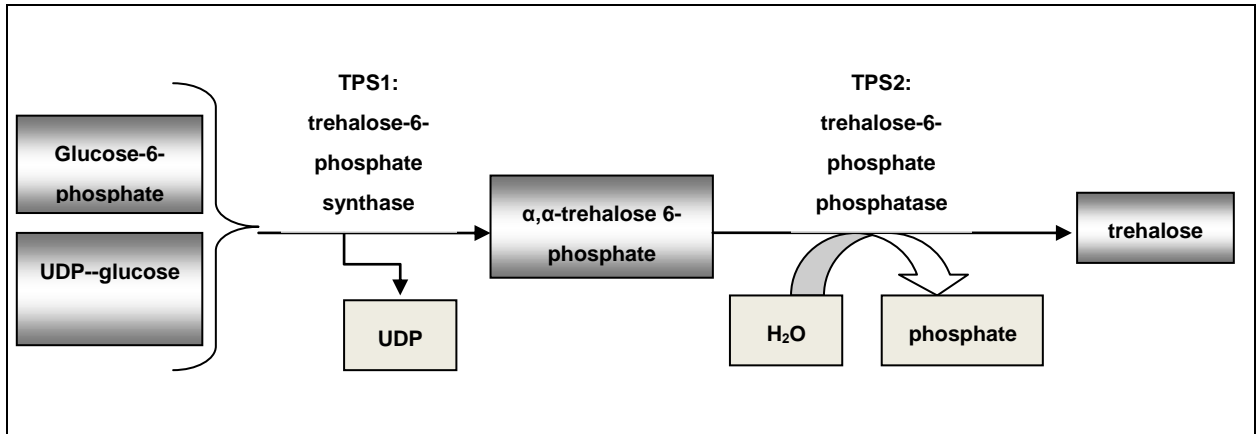 Glucose-6-
phosphate
UDP--glucose
TPS1:
trehalose-6-
phosphate
synthase
UDP
α,α-trehalose 6-
phosphate
TPS2:
trehalose-6-
phosphate
phosphatase
H₂O
phosphate
trehalose